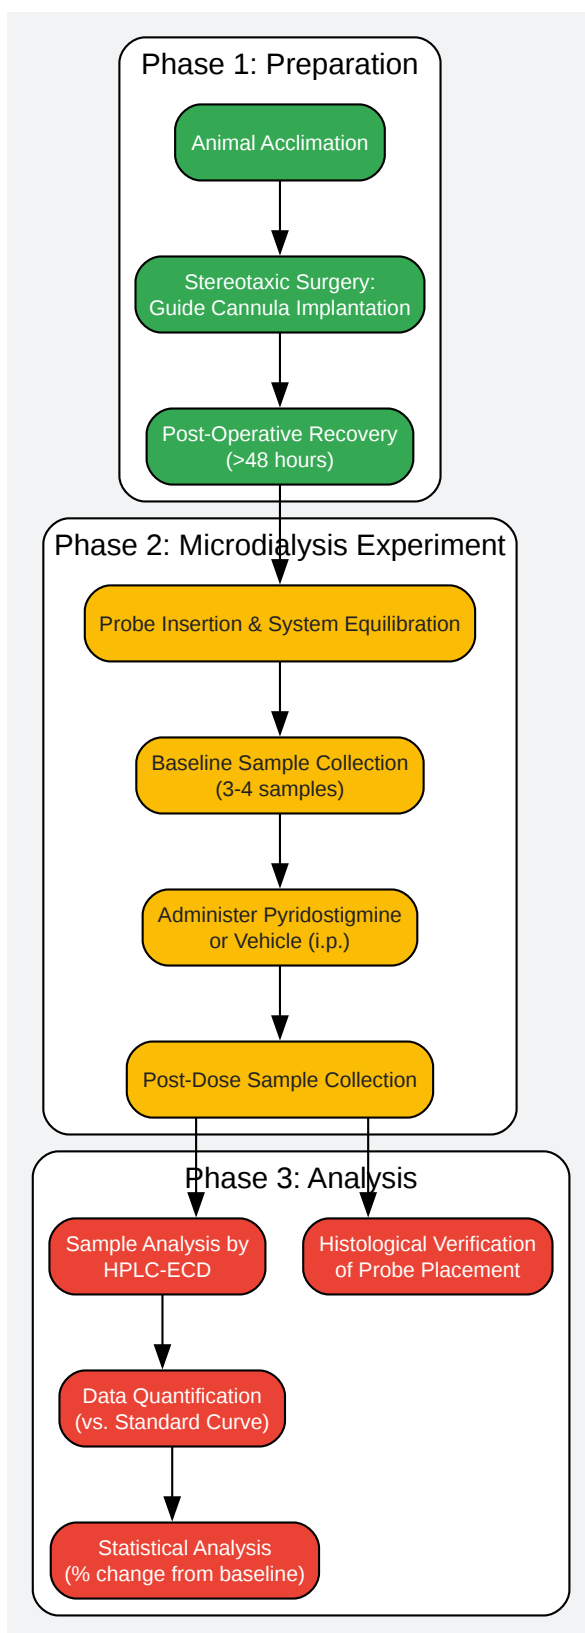 Phase 1: Preparation
Animal Acclimation
Stereotaxic Surgery:
Guide Cannula Implantation
Post-Operative Recovery
(>48 hours)
Phase 2: Microdialysis Experiment
Probe Insertion & System Equilibration
Baseline Sample Collection
(3-4 samples)
Administer Pyridostigmine
or Vehicle (i.p.)
Post-Dose Sample Collection
Phase 3: Analysis
Sample Analysis by
HPLC-ECD
Histological Verification
of Probe Placement
Data Quantification
(vs. Standard Curve)
Statistical Analysis
(% change from baseline)